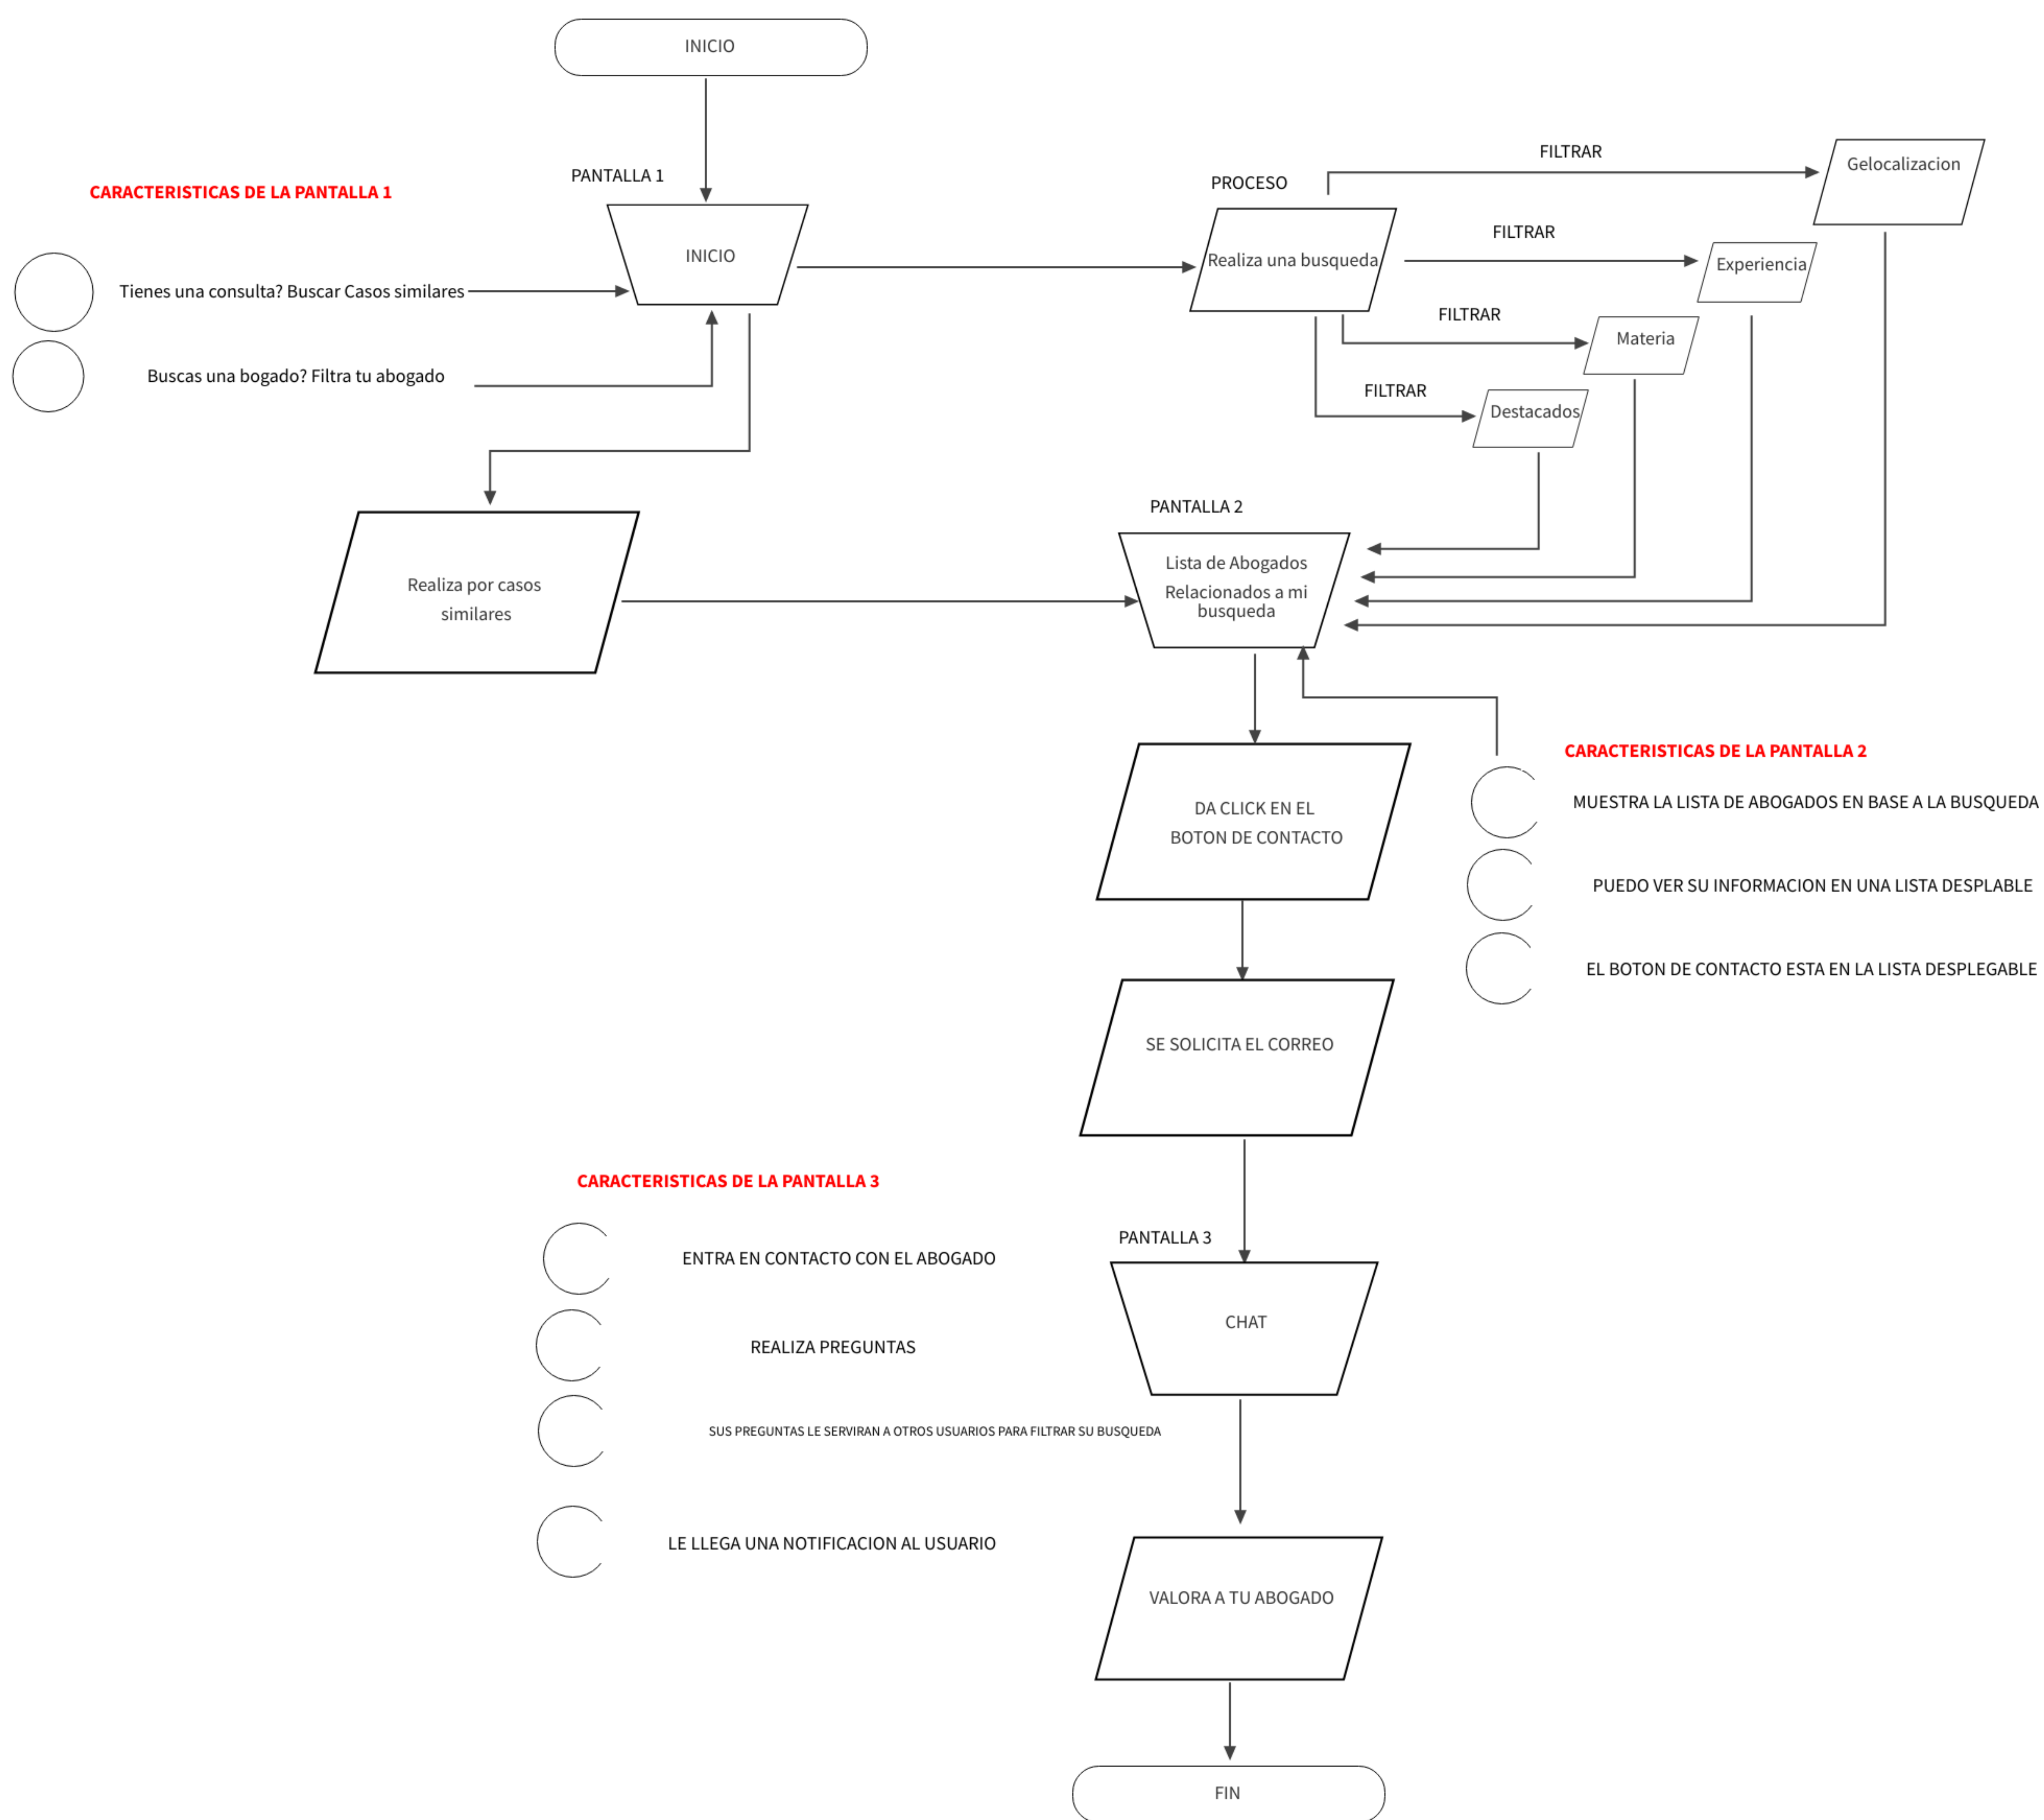 INICIO
PANTALLA 1
CARACTERISTICAS DE LA PANTALLA 1
INICIO
Tienes una consulta? Buscar Casos similares
Buscas una bogado? Filtra tu abogado
PROCESO
Realiza una busqueda
FILTRAR
Gelocalizacion
FILTRAR
Experiencia
FILTRAR
Materia
FILTRAR
Destacados
Realiza por casos
similares
PANTALLA 2
Lista de Abogados
Relacionados a mi
busqueda
CARACTERISTICAS DE LA PANTALLA 2
MUESTRA LA LISTA DE ABOGADOS EN BASE A LA BUSQUEDA
PUEDO VER SU INFORMACION EN UNA LISTA DESPLABLE
EL BOTON DE CONTACTO ESTA EN LA LISTA DESPLEGABLE
DA CLICK EN EL
BOTON DE CONTACTO
SE SOLICITA EL CORREO
CARACTERISTICAS DE LA PANTALLA 3
ENTRA EN CONTACTO CON EL ABOGADO
REALIZA PREGUNTAS
SUS PREGUNTAS LE SERVIRAN A OTROS USUARIOS PARA FILTRAR SU BUSQUEDA
LE LLEGA UNA NOTIFICACION AL USUARIO
PANTALLA 3
CHAT
VALORA A TU ABOGADO
FIN